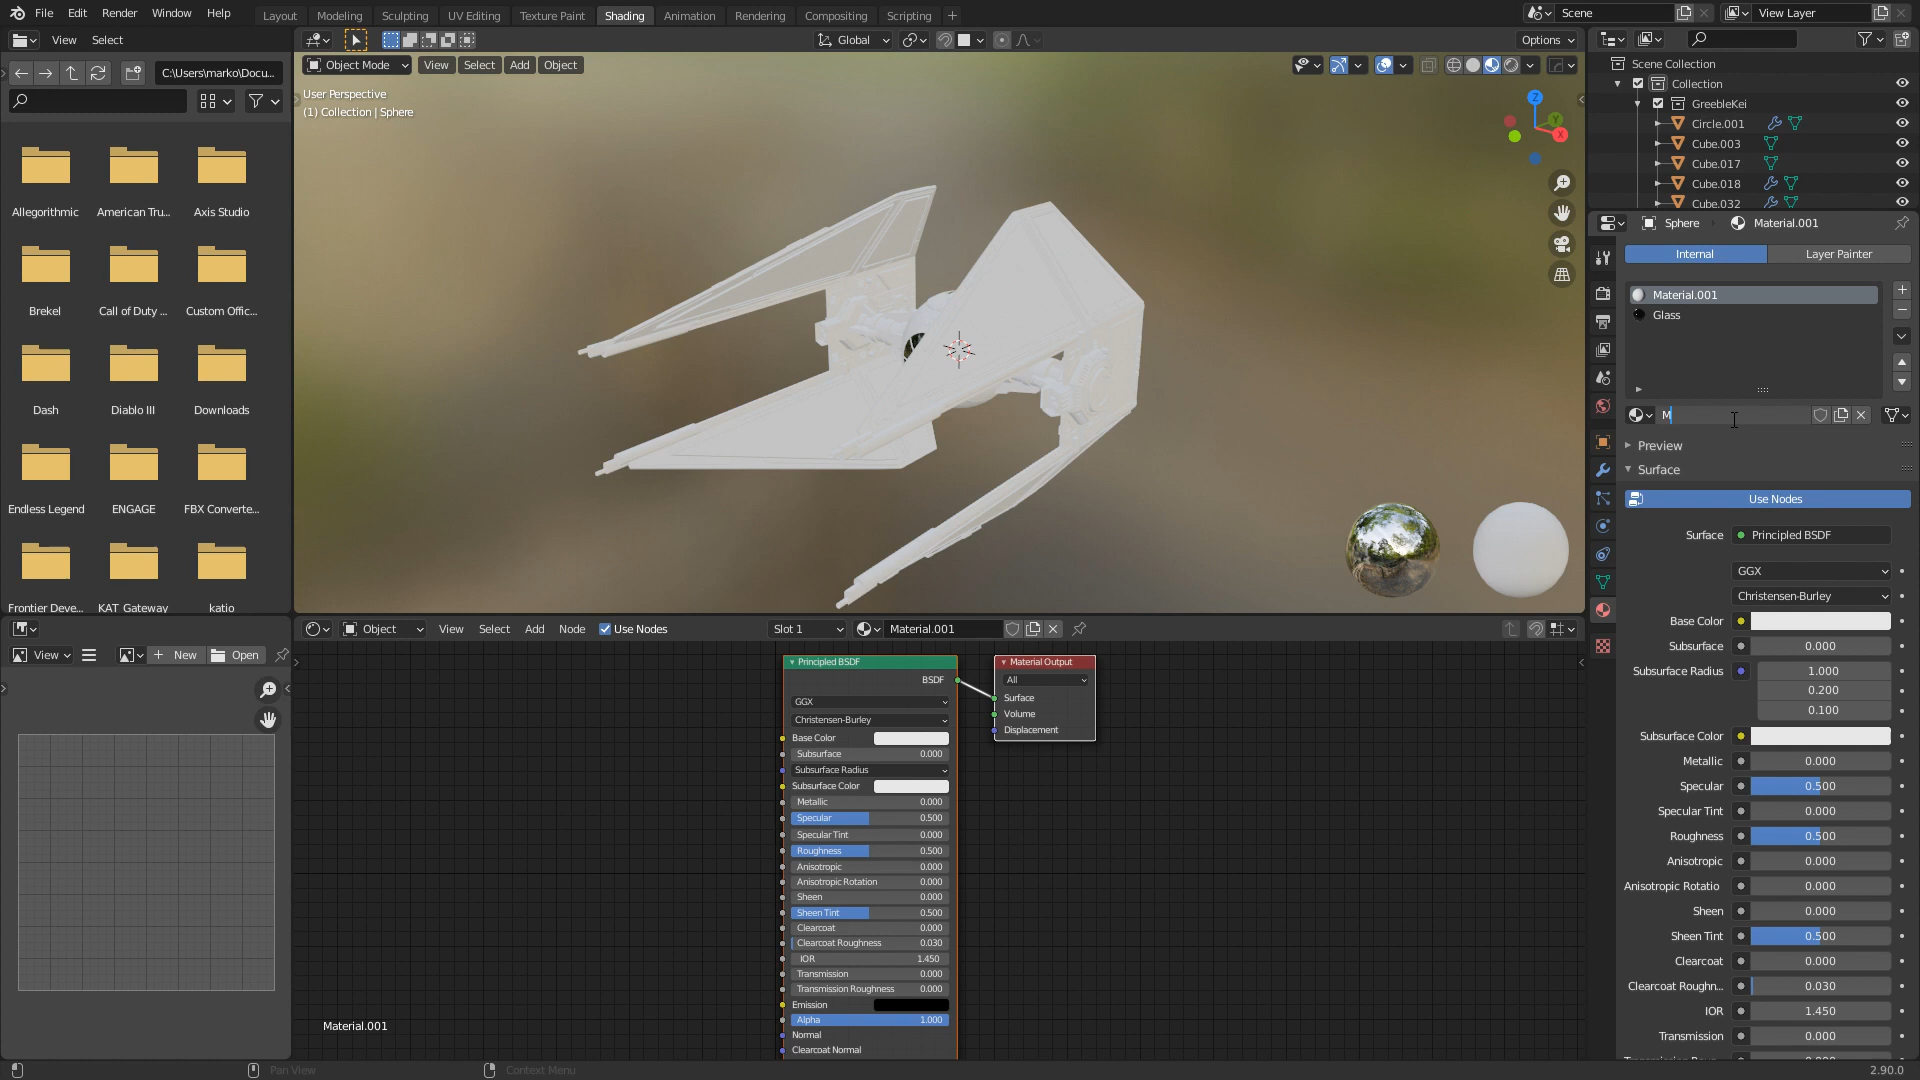 File Edit Render Window Help Layout Modeling Sculpting UV Editing Texture Paint Shading Animation Rendering Compositing Scripting + Scene View Layer
View Select
Global Options
C:\Users\marko\Docu...
Object Mode View Select Add Object
User Perspective
(1) Collection | Sphere
Z
Y
X
Allegorithmic American Tru... Axis Studio
Brekel Call of Duty ... Custom Offic...
Dash Diablo III Downloads
Endless Legend ENGAGE FBX Converte...
Frontier Deve... KAT Gateway katio
Scene Collection
Collection
GreebleKei
Circle.001
Cube.003
Cube.017
Cube.018
Cube.032
Sphere Material.001
Internal Layer Painter
Material.001
Glass
M
Preview
Surface
Use Nodes
Surface Principled BSDF
GGX
Christensen-Burley
Base Color
Subsurface 0.000
Subsurface Radius 1.000
0.200
0.100
Subsurface Color
Metallic 0.000
Specular 0.500
Specular Tint 0.000
Roughness 0.500
Anisotropic 0.000
Anisotropic Rotatio 0.000
Sheen 0.000
Sheen Tint 0.500
Clearcoat 0.000
Clearcoat Roughn... 0.030
IOR 1.450
Transmission 0.000
View New Open
Object View Select Add Node Use Nodes Slot 1 Material.001
Principled BSDF
BSDF
GGX
Christensen-Burley
Base Color
Subsurface 0.000
Subsurface Radius
Subsurface Color
Metallic 0.000
Specular 0.500
Specular Tint 0.000
Roughness 0.500
Anisotropic 0.000
Anisotropic Rotation 0.000
Sheen 0.000
Sheen Tint 0.500
Clearcoat 0.000
Clearcoat Roughness 0.030
IOR 1.450
Transmission 0.000
Transmission Roughness 0.000
Emission
Alpha 1.000
Normal
Clearcoat Normal
Material Output
All
Surface
Volume
Displacement
Material.001
Pan View Context Menu 2.90.0